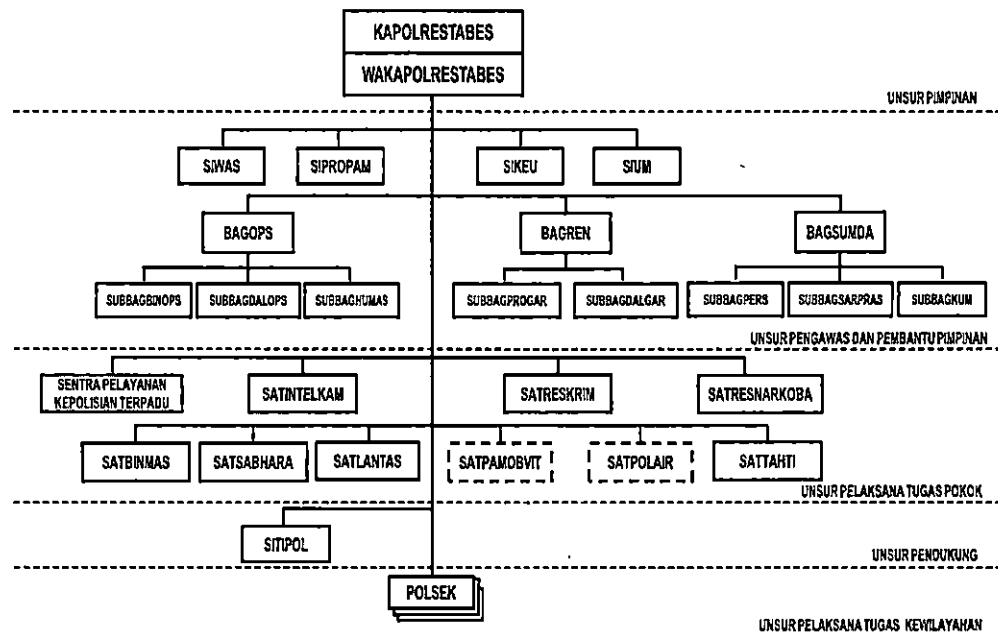 KAPOLRESTABES
WAKAPOLRESTABES
UNSUR PIMPINAN
SIWAS
SIPROPAM
SIKEU
SIUM
BAGOPS
BAGREN
BAGSUMDA
SUBBAGBINOPS
SUBBAGDALOPS
SUBBAGHUMAS
SUBBAGPROGAR
SUBBAGDALGAR
SUBBAGPERS
SUBBAGSARPRAS
SUBBAGKUM
UNSUR PENGAWAS DAN PEMBANTU PIMPINAN
SENTRA PELAYANAN
KEPOLISIAN TERPADU
SATINTELKAM
SATRESKRIM
SATRESNARKOBA
SATBINMAS
SATSABHARA
SATLANTAS
SATPAMOBVIT
SATPOLAIR
SATTAHTI
UNSUR PELAKSANA TUGAS POKOK
SITIPOL
UNSUR PENDUKUNG
POLSEK
UNSUR PELAKSANA TUGAS KEWILAYAHAN